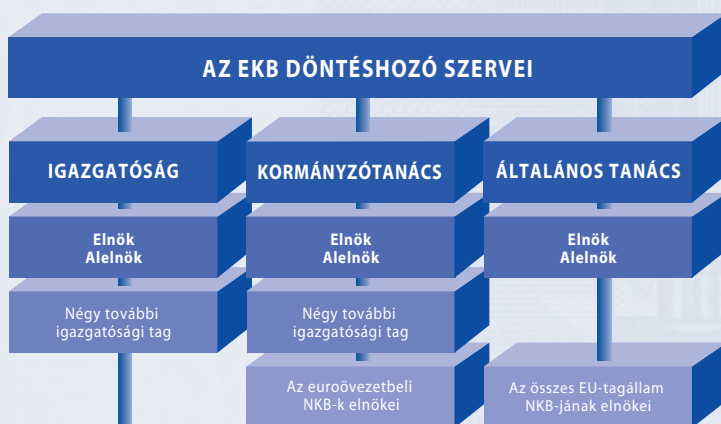 AZ EKB DÖNTÉSHOZÓ SZERVEI
IGAZGATÓSÁG
Elnök
Alelnök
Négy további
igazgatósági tag
KORMÁNYZÓTANÁCS
Elnök
Alelnök
Négy további
igazgatósági tag
Az euroövezetbeli
NKB-k elnökei
ÁLTALÁNOS TANÁCS
Elnök
Alelnök
Az összes EU-tagállam
NKB-jának elnökei